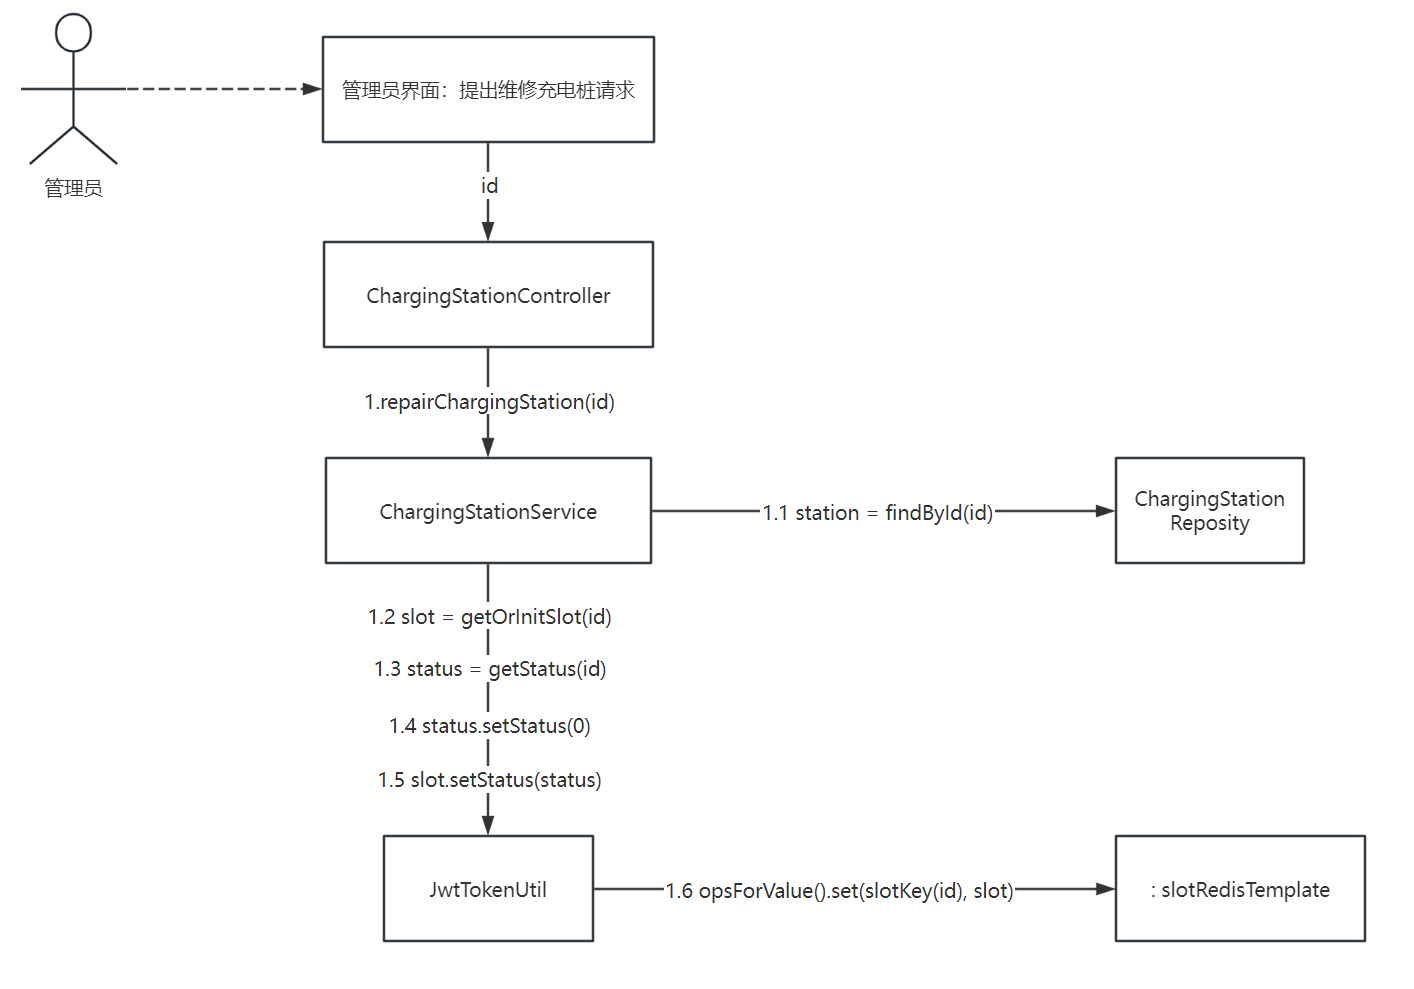 管理员界面：提出维修充电桩请求
管理员
id
ChargingStationController
1.repairChargingStation(id)
ChargingStationService
1.1 station = findById(id)
ChargingStation
Reposity
1.2 slot = getOrInitSlot(id)
1.3 status = getStatus(id)
1.4 status.setStatus(0)
1.5 slot.setStatus(status)
JwtTokenUtil
1.6 opsForValue().set(slotKey(id), slot)
: slotRedisTemplate